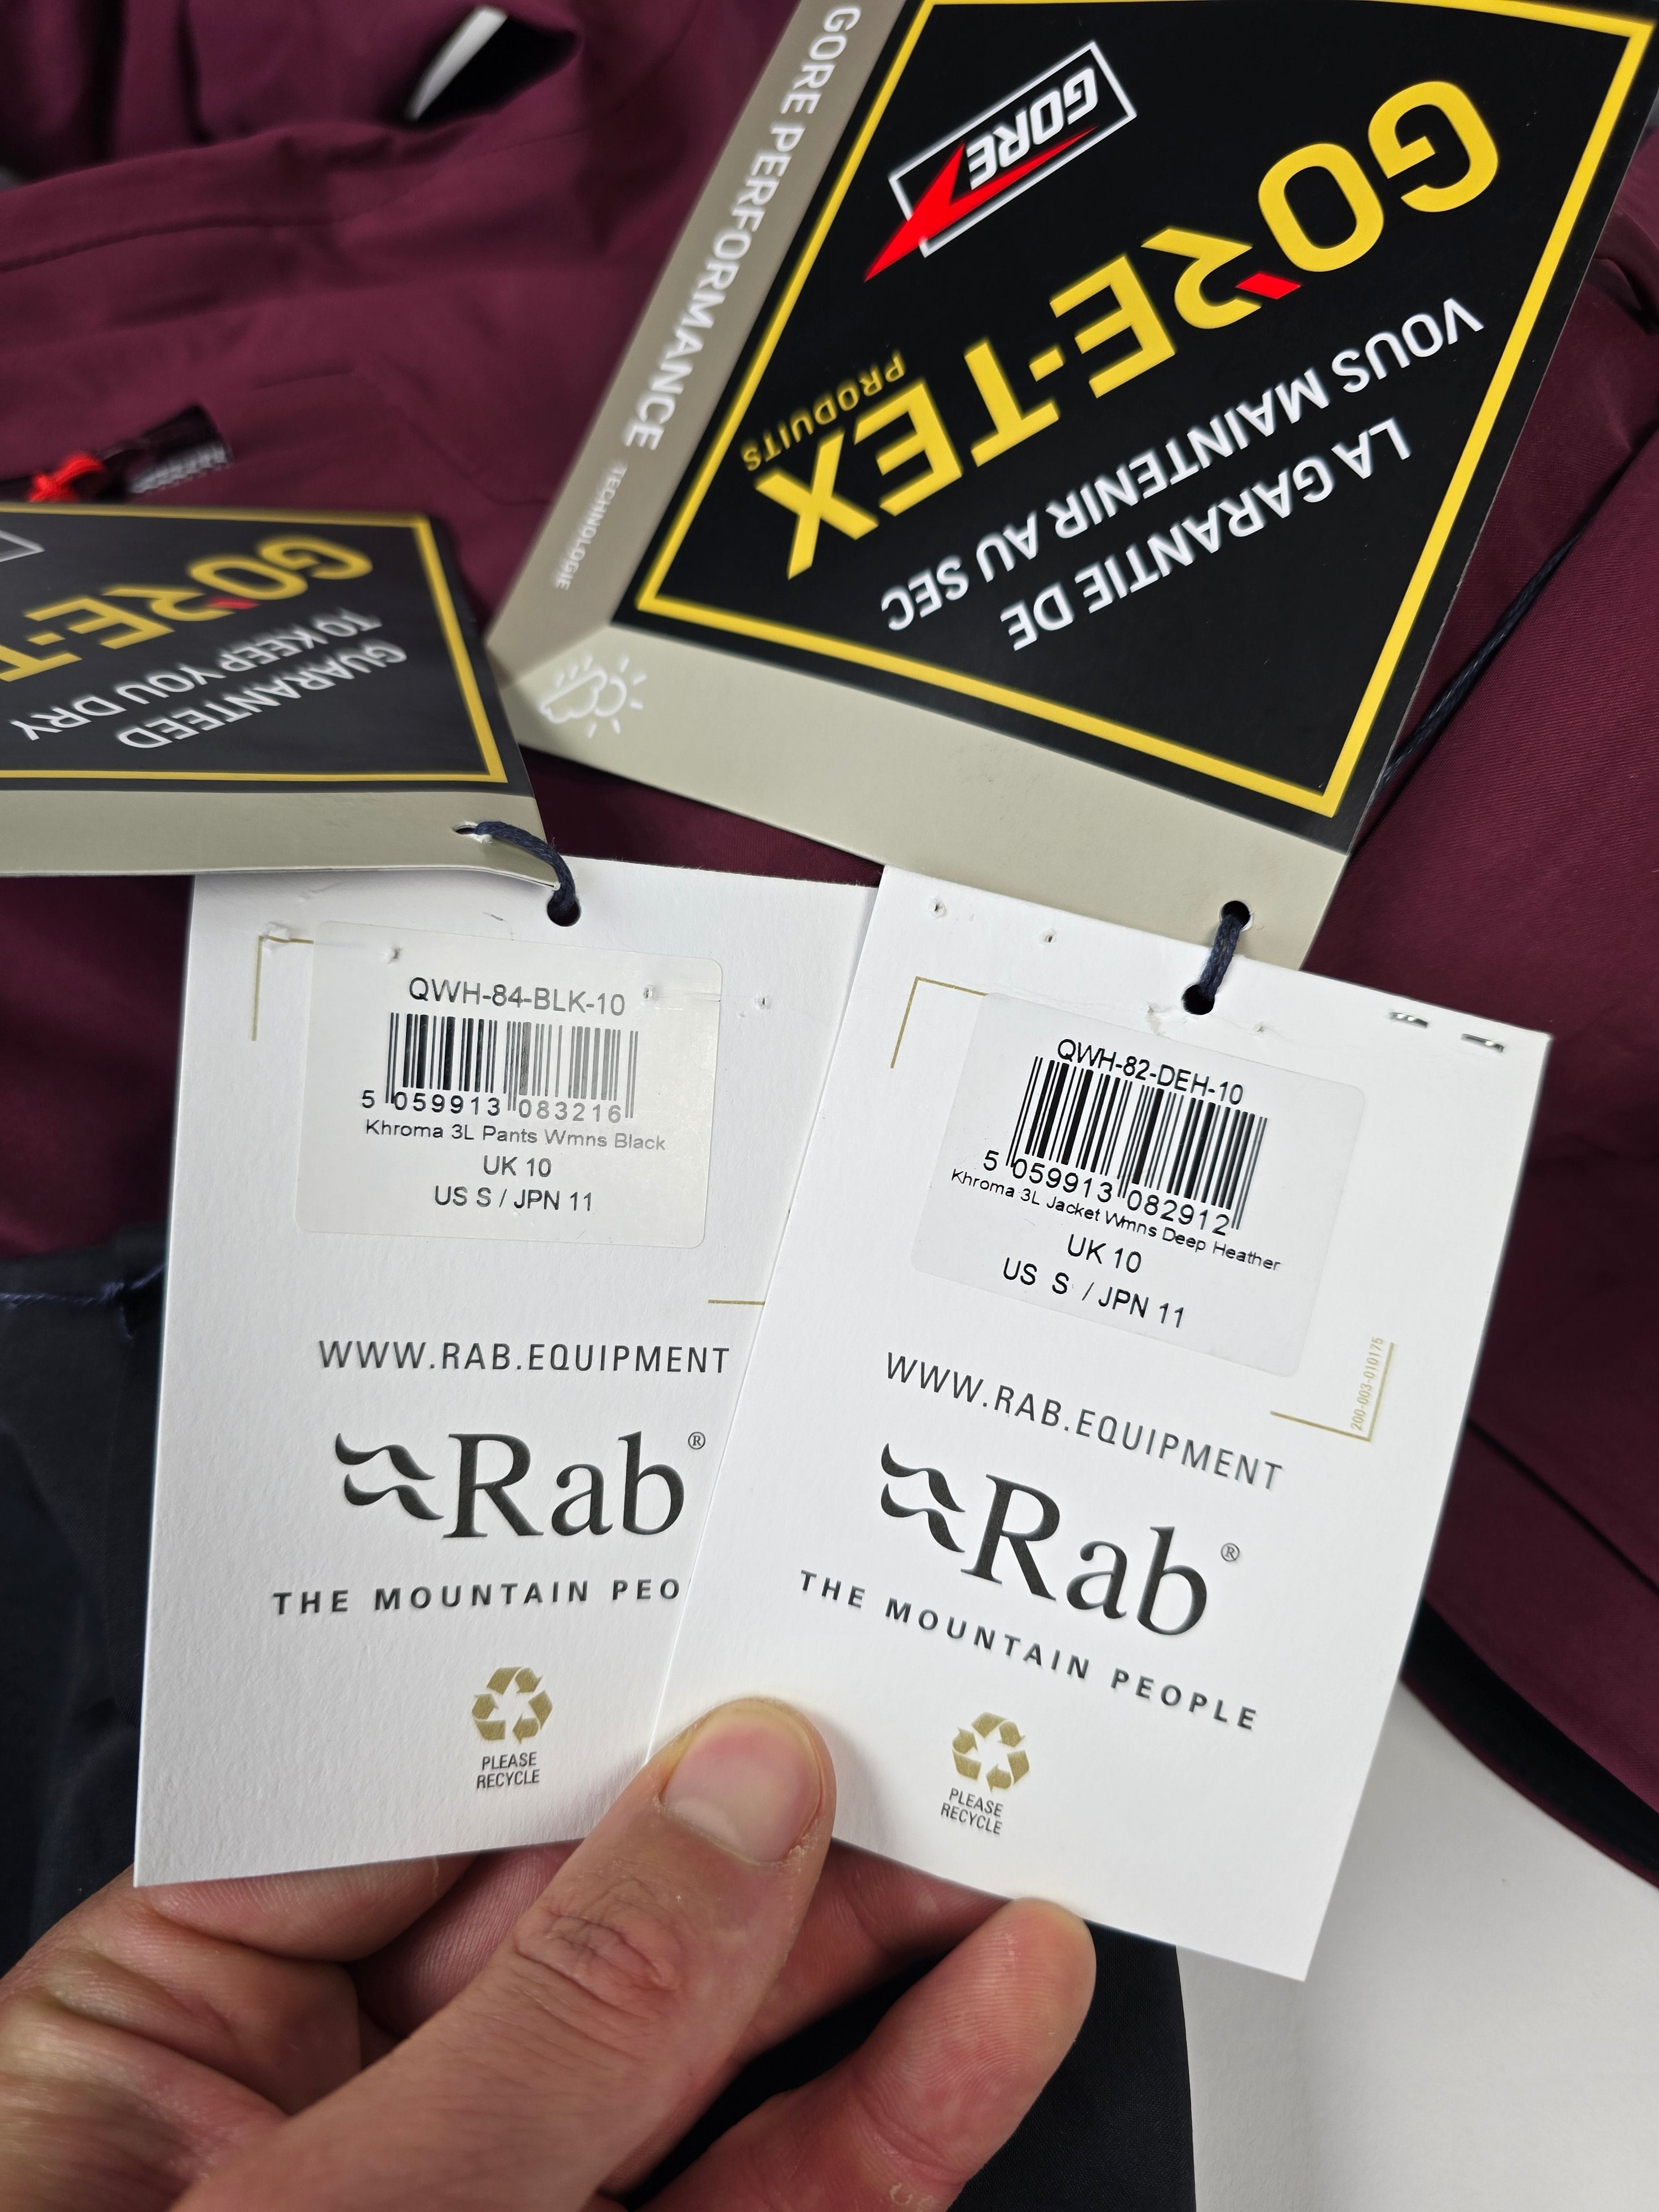 GORE PERFORMANCE TECHNOLOGIE
GORE
GORE-TEX
PRODUITS
LA GARANTIE DE
VOUS MAINTENIR AU SEC
GUARANTEED
TO KEEP YOU DRY
QWH-84-BLK-10
5 059913 083216
Khroma 3L Pants Wmns Black
UK 10
US S / JPN 11
WWW.RAB.EQUIPMENT
Rab®
THE MOUNTAIN PEO
PLEASE
RECYCLE
QWH-82-DEH-10
5 059913 082912
Khroma 3L Jacket Wmns Deep Heather
UK 10
US S / JPN 11
200-003-010175
WWW.RAB.EQUIPMENT
Rab®
THE MOUNTAIN PEOPLE
PLEASE
RECYCLE